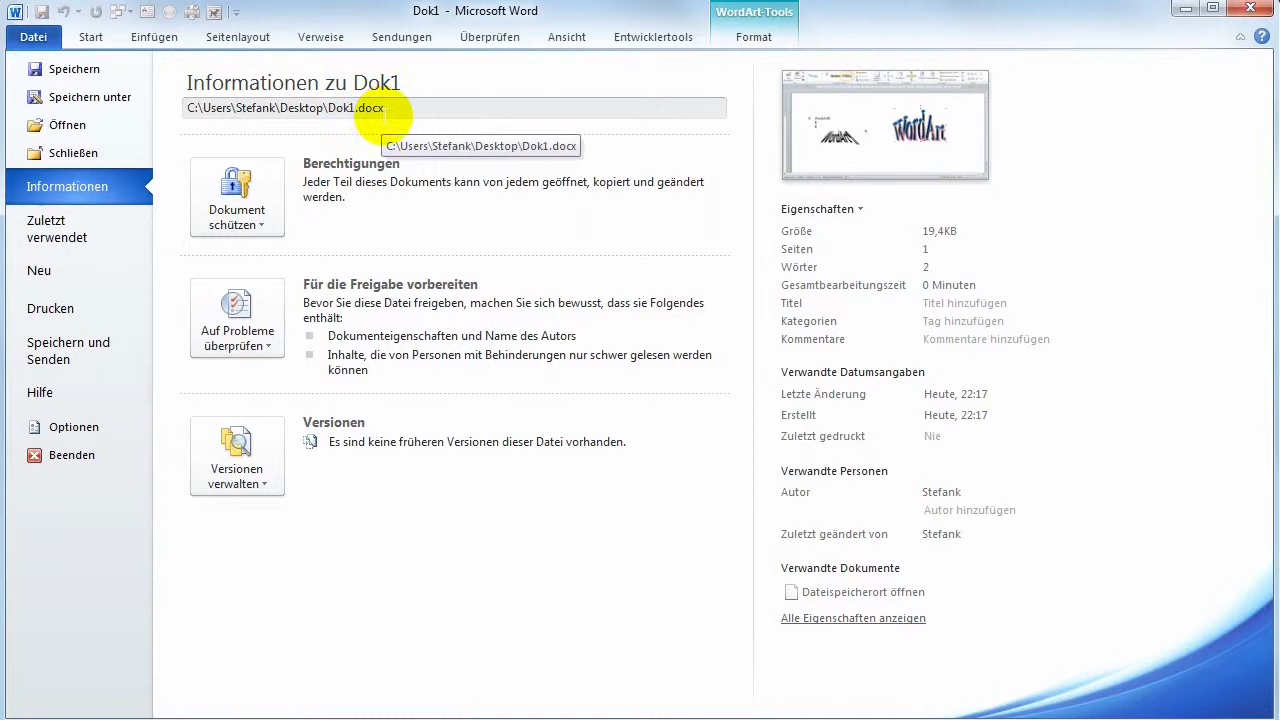 Dok1 - Microsoft Word
WordArt-Tools
Datei
Start
Einfügen
Seitenlayout
Verweise
Sendungen
Überprüfen
Ansicht
Entwicklertools
Format
Speichern
Speichern unter
Öffnen
Schließen
Informationen
Zuletzt
verwendet
Neu
Drucken
Speichern und
Senden
Hilfe
Optionen
Beenden
Informationen zu Dok1
C:\Users\Stefank\Desktop\Dok1.docx
C:\Users\Stefank\Desktop\Dok1.docx
Dokument
schützen
Berechtigungen
Jeder Teil dieses Dokuments kann von jedem geöffnet, kopiert und geändert
werden.
Auf Probleme
überprüfen
Für die Freigabe vorbereiten
Bevor Sie diese Datei freigeben, machen Sie sich bewusst, dass sie Folgendes
enthält:
Dokumenteigenschaften und Name des Autors
Inhalte, die von Personen mit Behinderungen nur schwer gelesen werden
können
Versionen
verwalten
Versionen
Es sind keine früheren Versionen dieser Datei vorhanden.
WordArt
WordArt
Eigenschaften
Größe 19,4KB
Seiten 1
Wörter 2
Gesamtbearbeitungszeit 0 Minuten
Titel Titel hinzufügen
Kategorien Tag hinzufügen
Kommentare Kommentare hinzufügen
Verwandte Datumsangaben
Letzte Änderung Heute, 22:17
Erstellt Heute, 22:17
Zuletzt gedruckt Nie
Verwandte Personen
Autor Stefank
Autor hinzufügen
Zuletzt geändert von Stefank
Verwandte Dokumente
Dateispeicherort öffnen
Alle Eigenschaften anzeigen